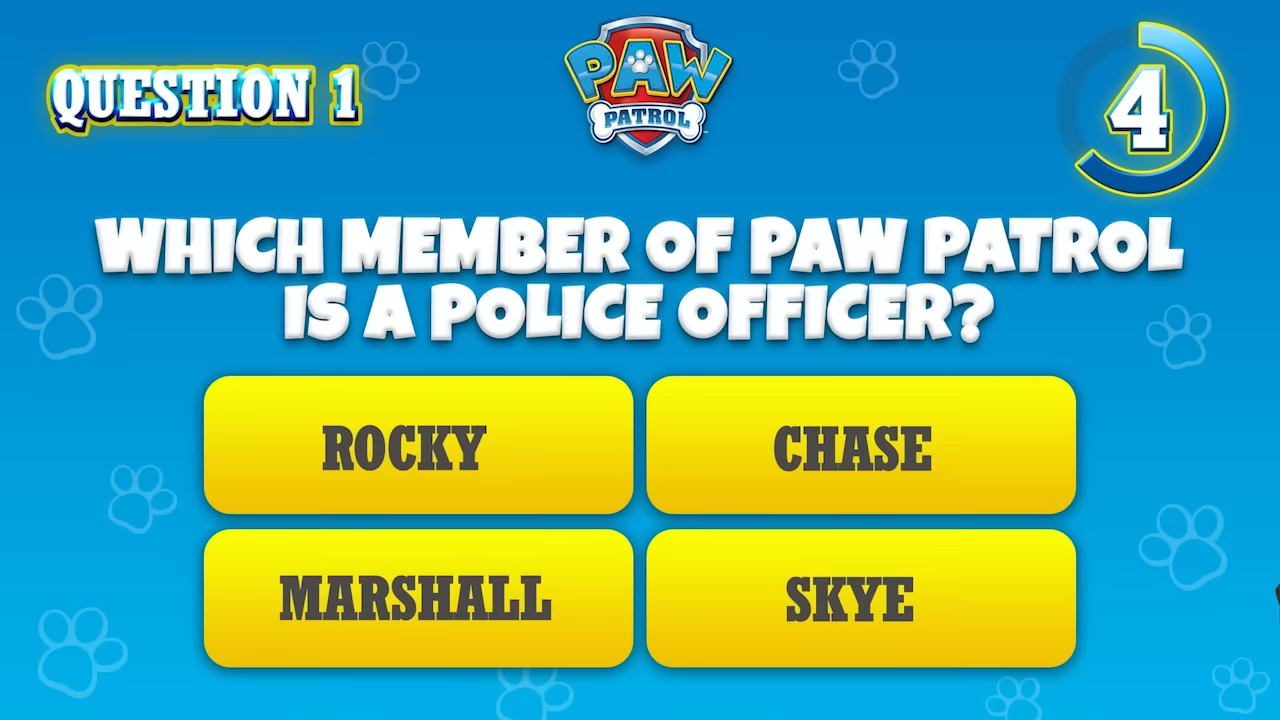 QUESTION 1
PAW
PATROL
4
WHICH MEMBER OF PAW PATROL
IS A POLICE OFFICER?
ROCKY
CHASE
MARSHALL
SKYE